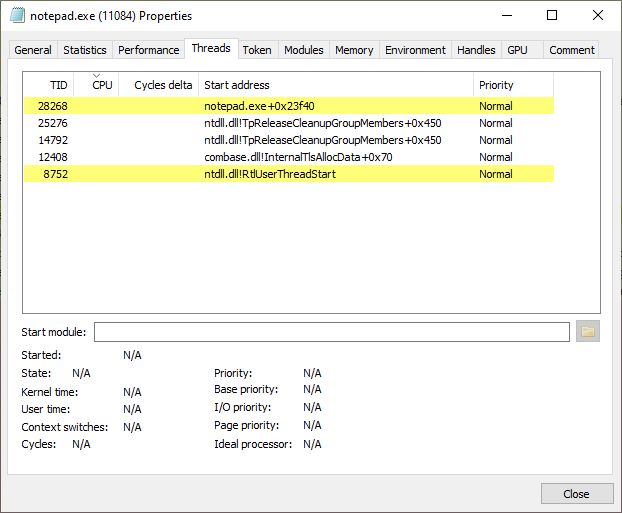 notepad.exe (11084) Properties
General Statistics Performance Threads Token Modules Memory Environment Handles GPU Comment
TID CPU Cycles delta Start address Priority
28268 notepad.exe+0x23f40 Normal
25276 ntdll.dll!TpReleaseCleanupGroupMembers+0x450 Normal
14792 ntdll.dll!TpReleaseCleanupGroupMembers+0x450 Normal
12408 combase.dll!InternalTlsAllocData+0x70 Normal
8752 ntdll.dll!RtlUserThreadStart Normal
Start module:
Started: N/A
State: N/A Priority: N/A
Kernel time: N/A Base priority: N/A
User time: N/A I/O priority: N/A
Context switches: N/A Page priority: N/A
Cycles: N/A Ideal processor: N/A
Close